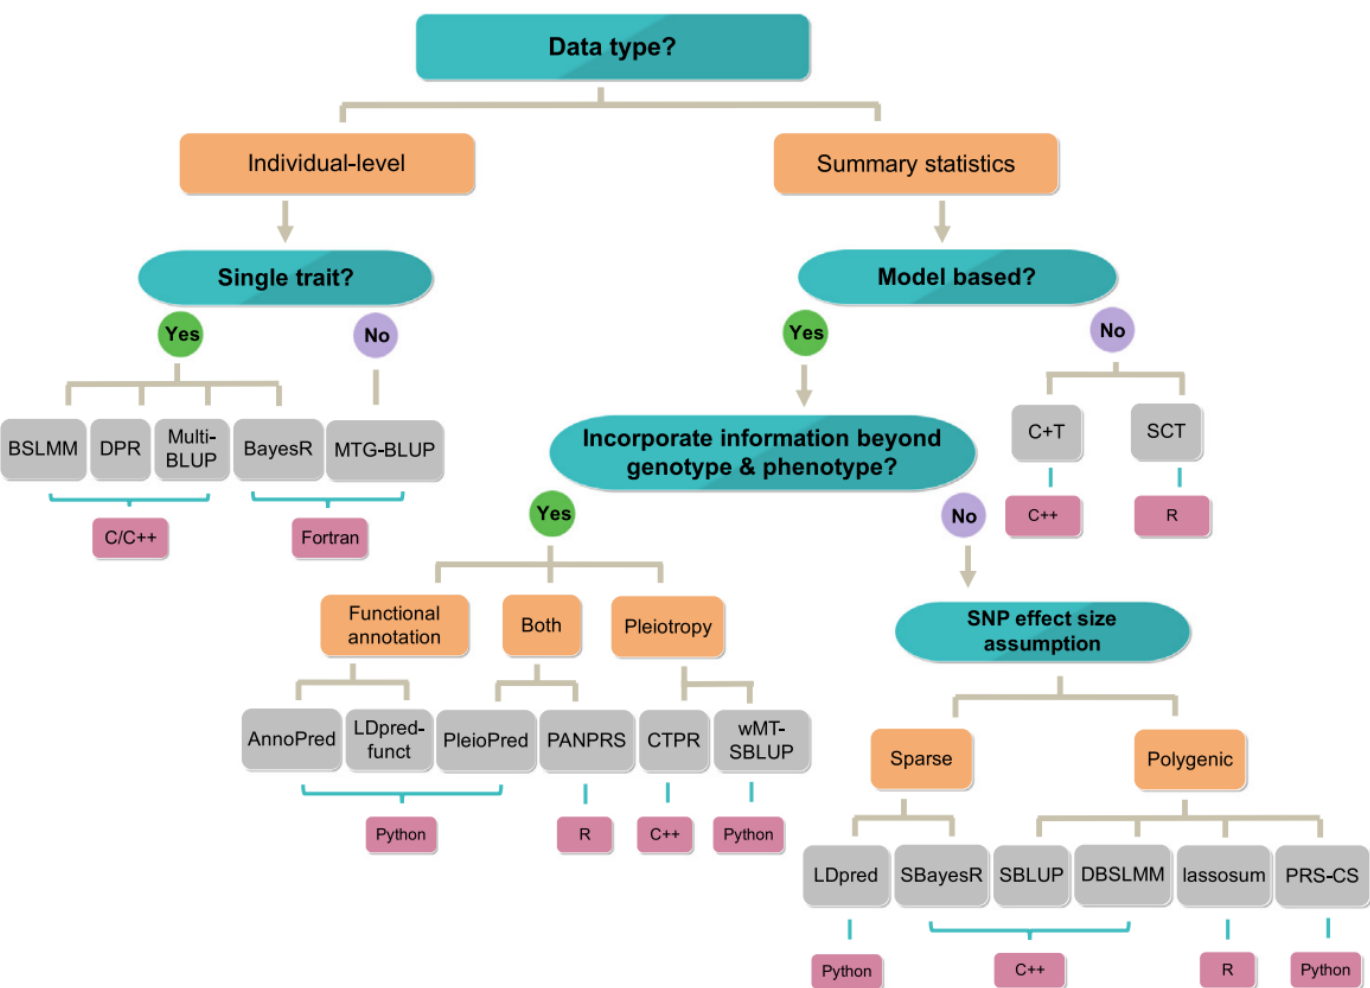 Data type?
Individual-level
Summary statistics
Single trait?
Model based?
Yes
No
Yes
No
BSLMM
DPR
Multi-
BLUP
BayesR
MTG-BLUP
C/C++
Fortran
C+T
SCT
C++
R
Incorporate information beyond
genotype & phenotype?
Yes
No
Functional
annotation
Both
Pleiotropy
SNP effect size
assumption
AnnoPred
LDpred-
funct
PleioPred
PANPRS
CTPR
wMT-
SBLUP
Python
R
C++
Python
Sparse
Polygenic
LDpred
SBayesR
SBLUP
DBSLMM
lassosum
PRS-CS
Python
C++
R
Python